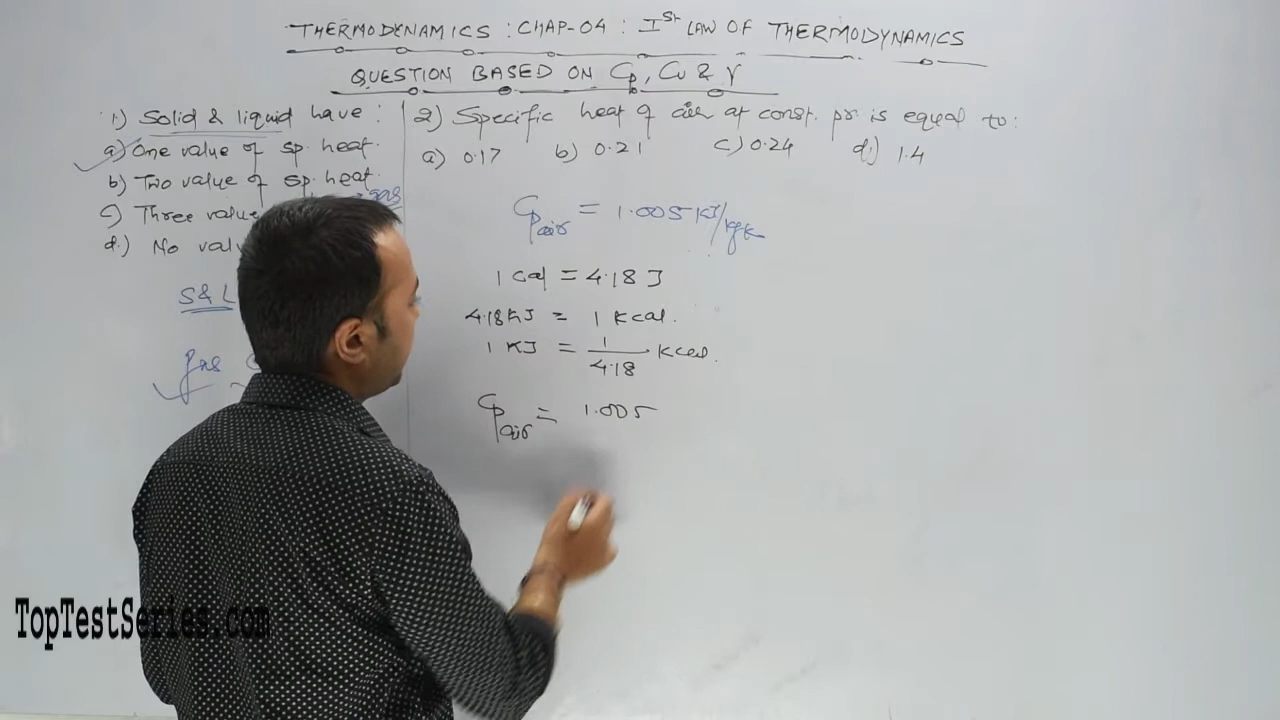 THERMODYNAMICS : CHAP-04 : Ist LAW OF THERMODYNAMICS
QUESTION BASED ON Cp, Cv & γ
1) Solid & liquid have :
a) One value of sp. heat.
b) Two value of sp. heat.
c) Three value
d.) No val
gas
S&L
gas
2) Specific heat of air at const. pr. is equal to :
a) 0.17 b) 0.21 c) 0.24 d.) 1.4
Cp air = 1.005 KJ/kgK
1 Cal = 4.18 J
4.18 KJ = 1 Kcal.
1 KJ = 1/4.18 Kcal.
Cp air = 1.005
TopTestSeries.com